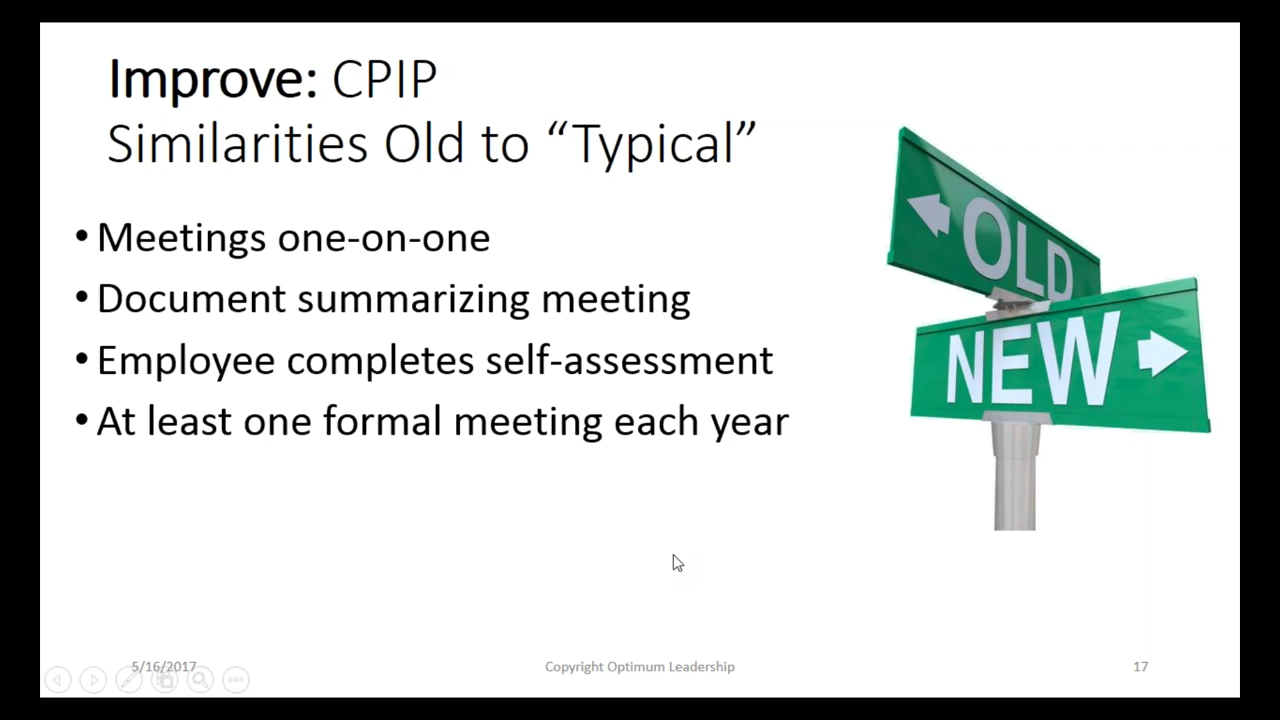 Improve: CPIP
Similarities Old to “Typical”
• Meetings one-on-one
• Document summarizing meeting
• Employee completes self-assessment
• At least one formal meeting each year
OLD
NEW
5/16/2017
Copyright Optimum Leadership
17